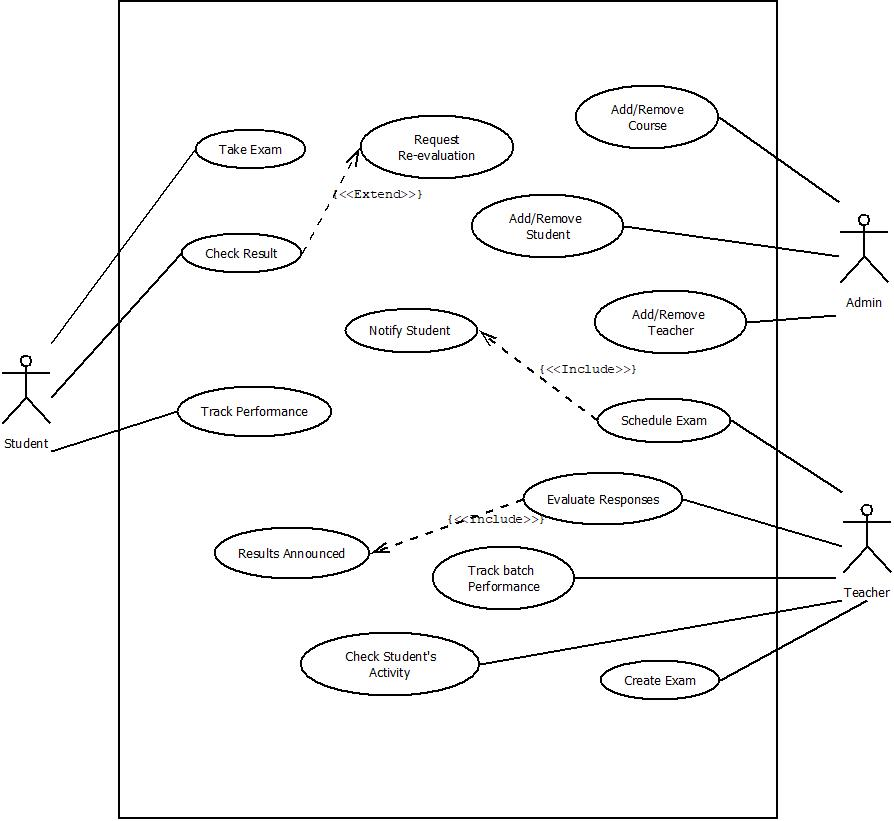 Add/Remove
Course
Request
Re-evaluation
Take Exam
{<<Extend>>}
Add/Remove
Student
Check Result
Admin
Add/Remove
Teacher
Notify Student
{<<Include>>}
Track Performance
Schedule Exam
Student
Evaluate Responses
{<<Include>>}
Results Announced
Track batch
Performance
Teacher
Check Student's
Activity
Create Exam